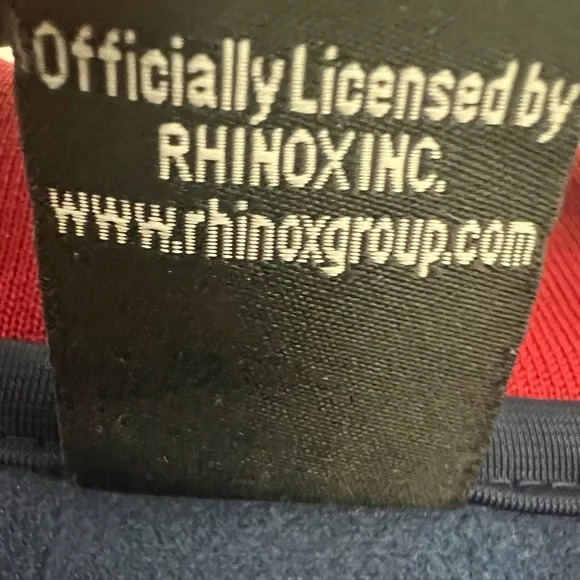 Officially Licensed by
RHINOX INC.
www.rhinoxgroup.com